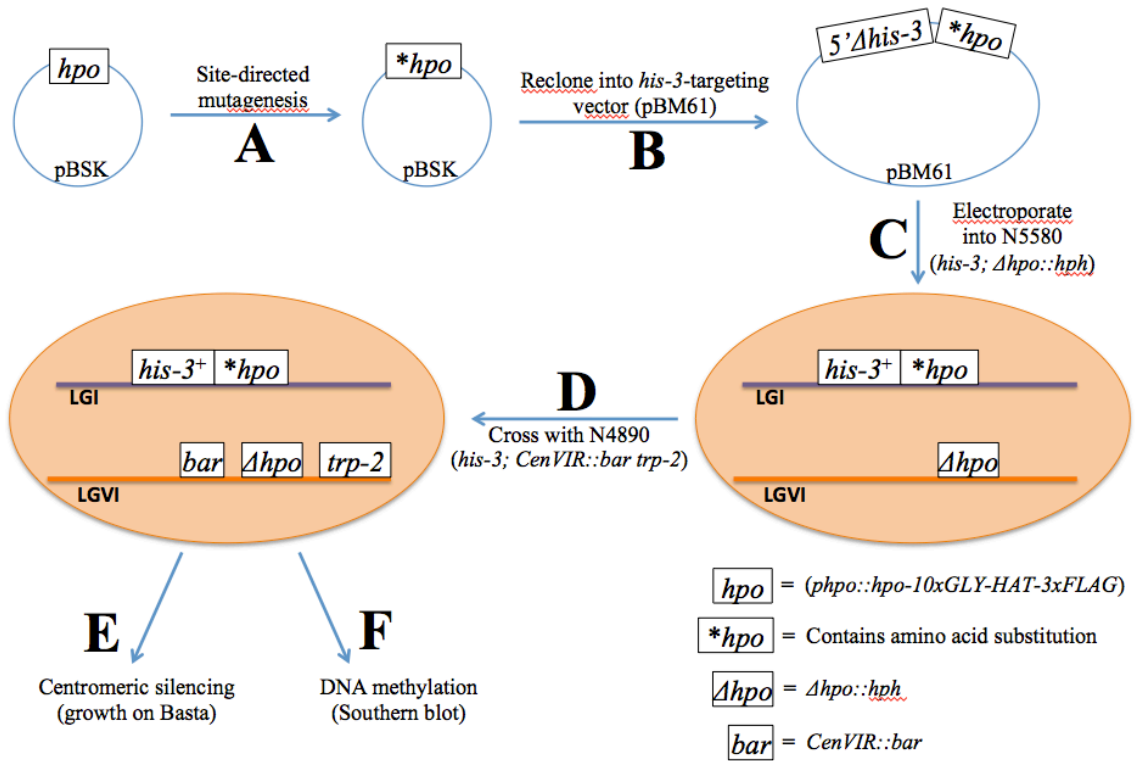 hpo
pBSK
Site-directed
mutagenesis
A
*hpo
pBSK
Reclone into his-3-targeting
vector (pBM61)
B
5’Δhis-3
*hpo
pBM61
C
Electroporate
into N5580
(his-3; Δhpo::hph)
his-3+
*hpo
LGI
bar
Δhpo
trp-2
LGVI
D
Cross with N4890
(his-3; CenVIR::bar trp-2)
his-3+
*hpo
LGI
Δhpo
LGVI
E
Centromeric silencing
(growth on Basta)
F
DNA methylation
(Southern blot)
hpo = (phpo::hpo-10xGLY-HAT-3xFLAG)
*hpo = Contains amino acid substitution
Δhpo = Δhpo::hph
bar = CenVIR::bar